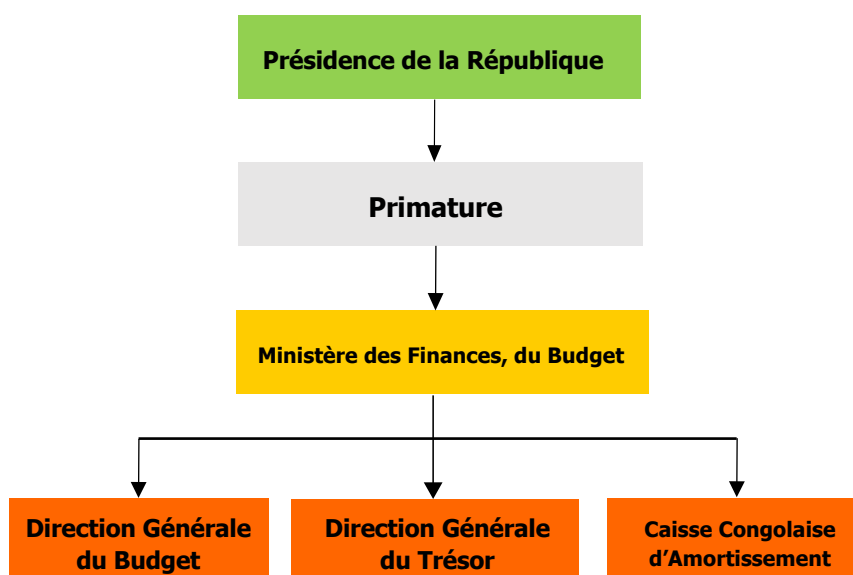 Présidence de la République
Primature
Ministère des Finances, du Budget
Direction Générale
du Budget
Direction Générale
du Trésor
Caisse Congolaise
d’Amortissement